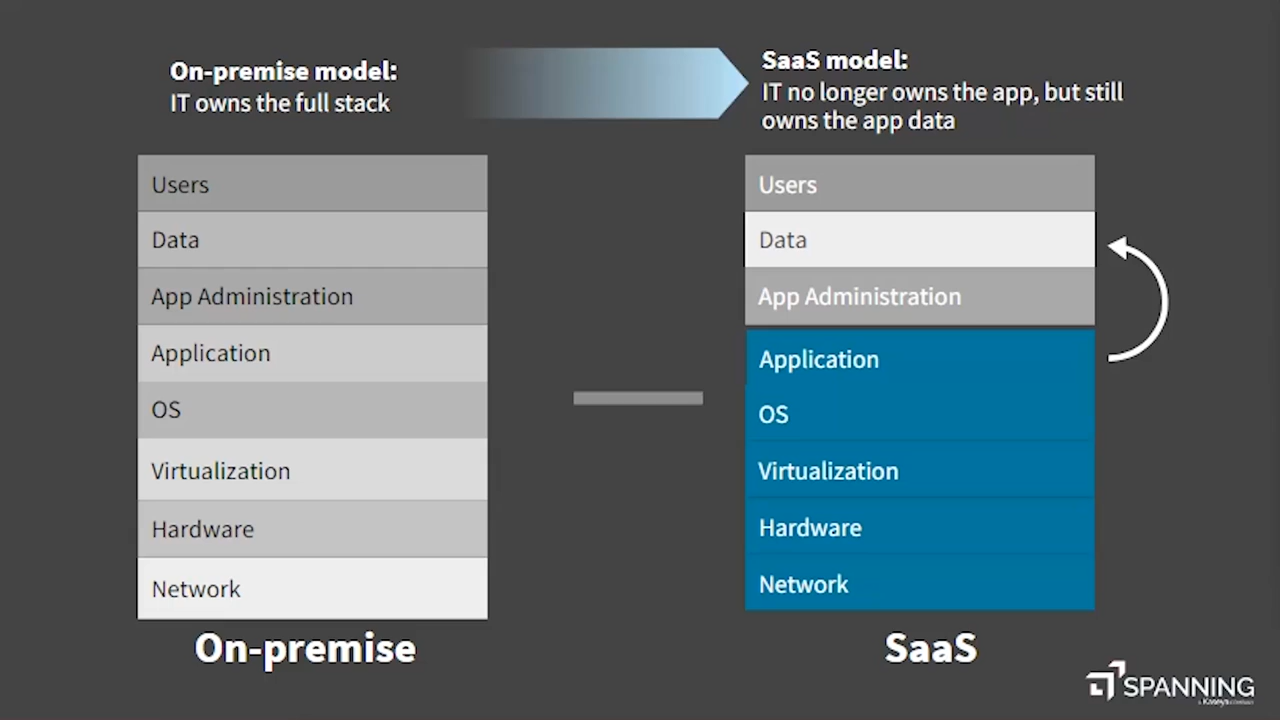 On-premise model:
IT owns the full stack
SaaS model:
IT no longer owns the app, but still
owns the app data
Users
Data
App Administration
Application
OS
Virtualization
Hardware
Network
On-premise
Users
Data
App Administration
Application
OS
Virtualization
Hardware
Network
SaaS
SPANNING
A Kaseya COMPANY